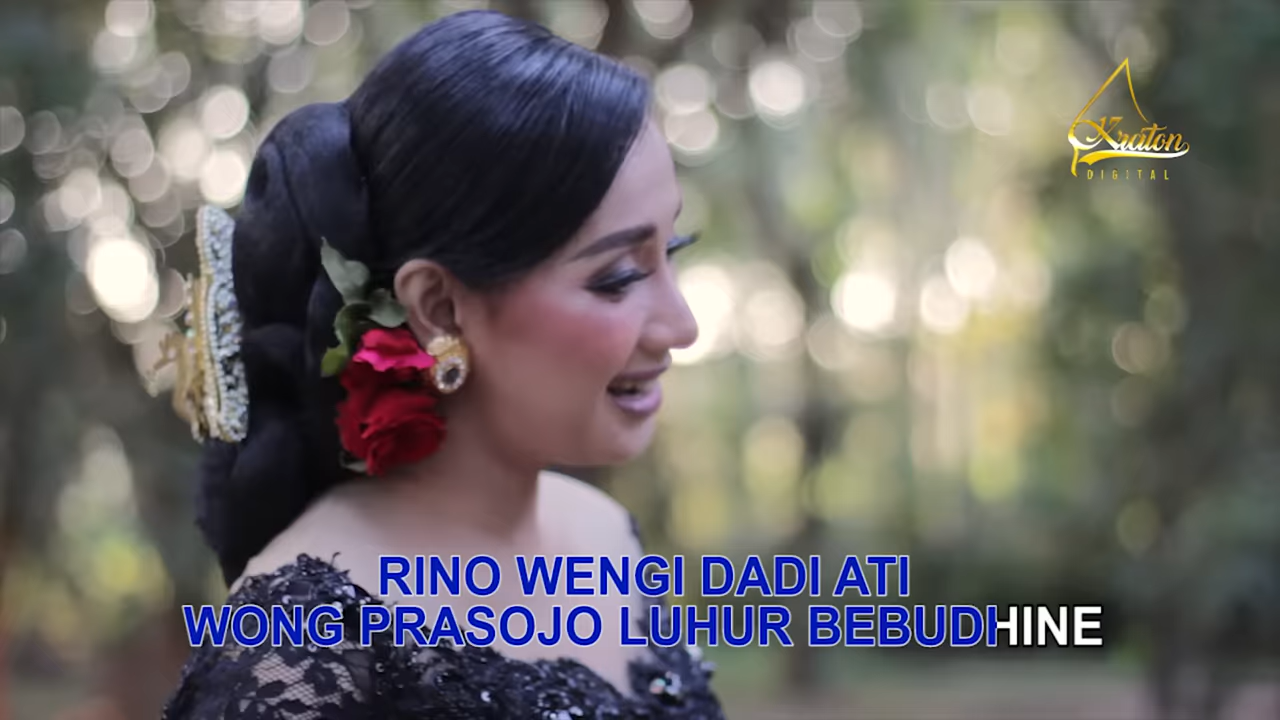 Kraton
DIGITAL
RINO WENGI DADI ATI
WONG PRASOJO LUHUR BEBUDHINE